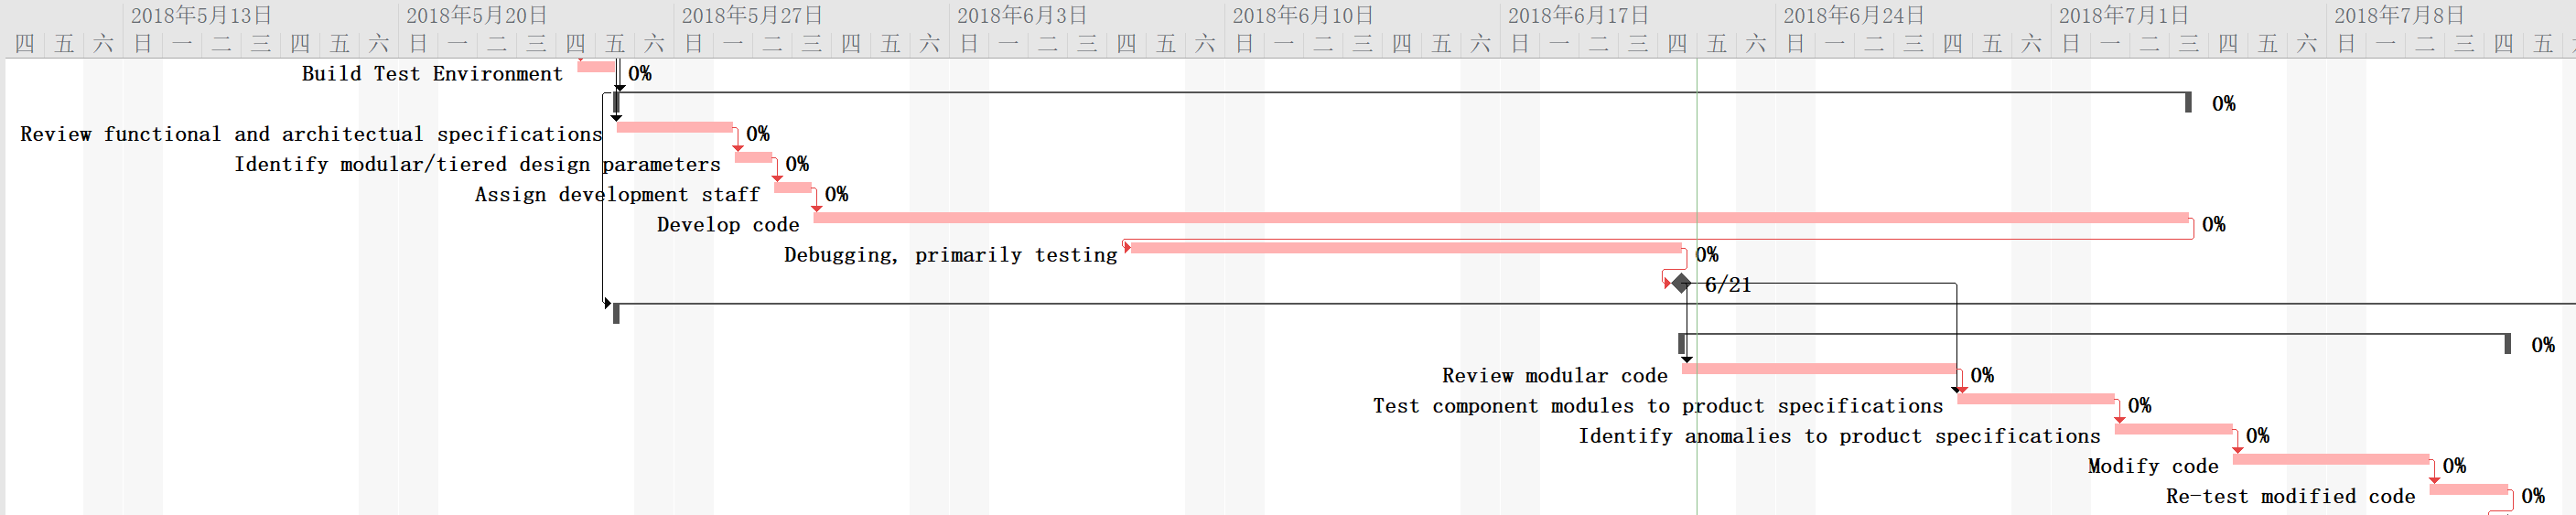 2018年5月13日 2018年5月20日 2018年5月27日 2018年6月3日 2018年6月10日 2018年6月17日 2018年6月24日 2018年7月1日 2018年7月8日
四 五 六 日 一 二 三 四 五 六 日 一 二 三 四 五 六 日 一 二 三 四 五 六 日 一 二 三 四 五 六 日 一 二 三 四 五 六 日 一 二 三 四 五 六 日 一 二 三 四 五 六 日 一 二 三 四 五 六 日 一 二 三 四 五
Build Test Environment 0%
0%
Review functional and architectual specifications 0%
Identify modular/tiered design parameters 0%
Assign development staff 0%
Develop code 0%
Debugging, primarily testing 0%
6/21
0%
Review modular code 0%
Test component modules to product specifications 0%
Identify anomalies to product specifications 0%
Modify code 0%
Re-test modified code 0%